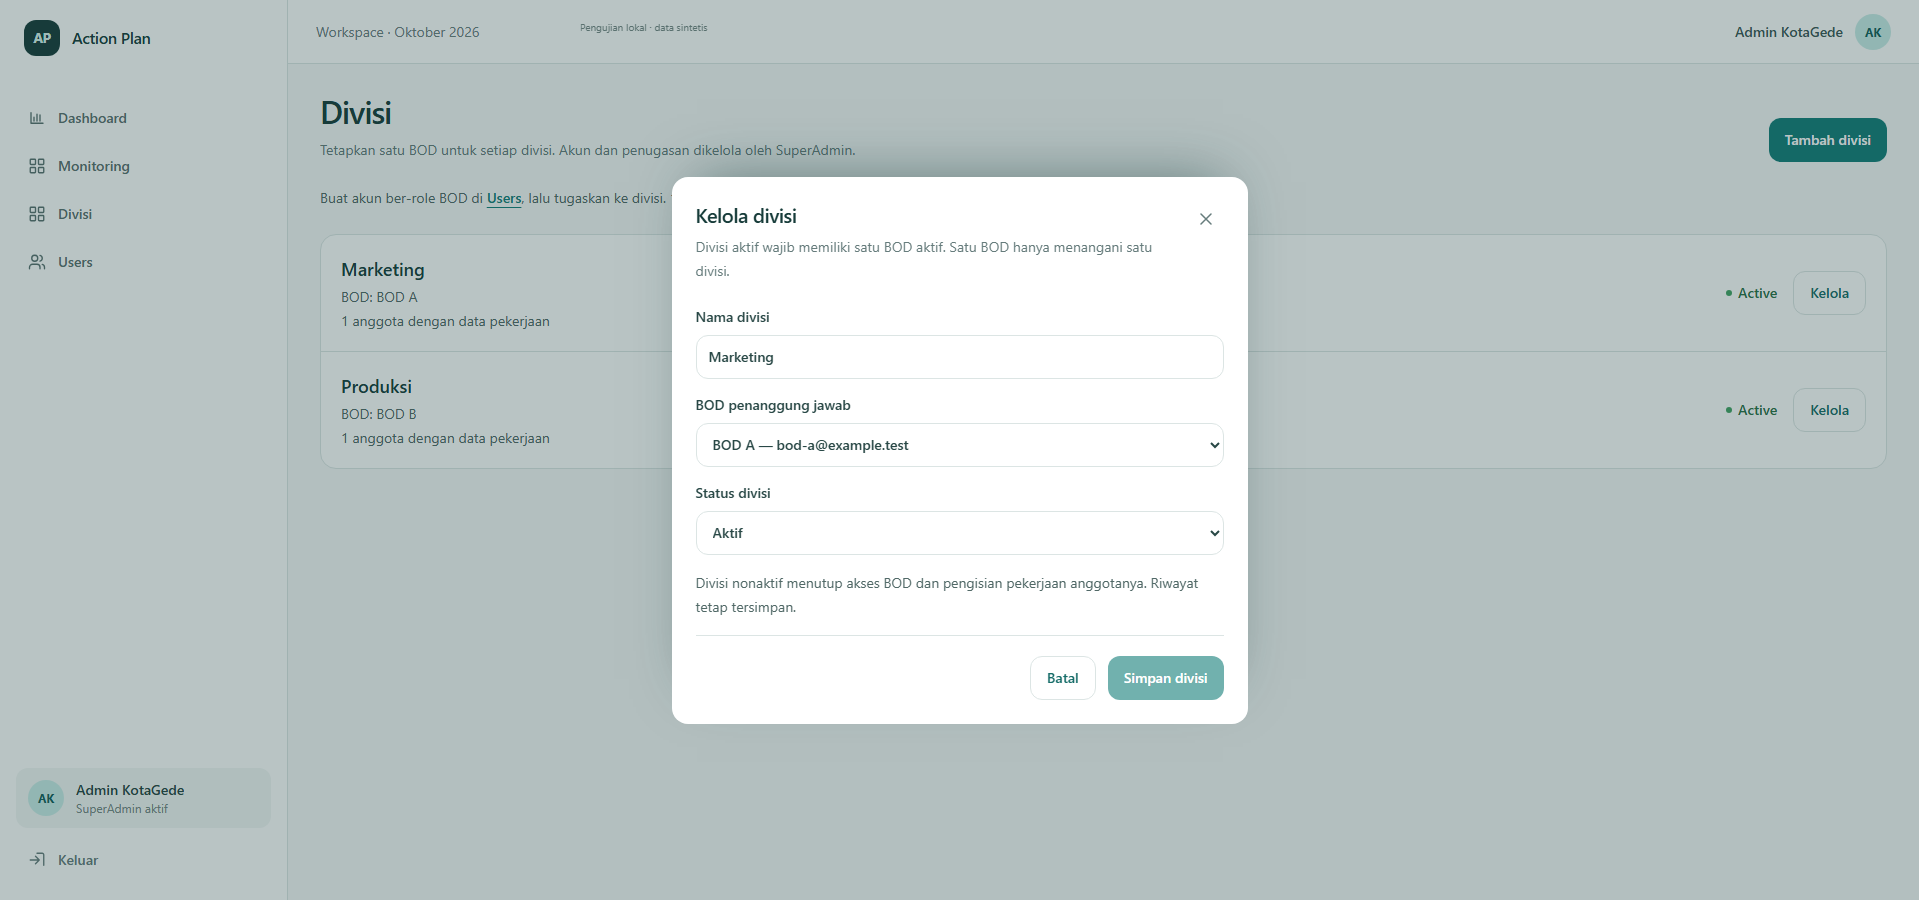 AP Action Plan
Workspace · Oktober 2026
Pengujian lokal · data sintetis
Admin KotaGede AK
Dashboard
Monitoring
Divisi
Users
Divisi
Tetapkan satu BOD untuk setiap divisi. Akun dan penugasan dikelola oleh SuperAdmin.
Tambah divisi
Buat akun ber-role BOD di Users, lalu tugaskan ke divisi.
Marketing
BOD: BOD A
1 anggota dengan data pekerjaan
Active Kelola
Produksi
BOD: BOD B
1 anggota dengan data pekerjaan
Active Kelola
Kelola divisi
Divisi aktif wajib memiliki satu BOD aktif. Satu BOD hanya menangani satu
divisi.
Nama divisi
Marketing
BOD penanggung jawab
BOD A — bod-a@example.test
Status divisi
Aktif
Divisi nonaktif menutup akses BOD dan pengisian pekerjaan anggotanya. Riwayat
tetap tersimpan.
Batal Simpan divisi
AK Admin KotaGede
SuperAdmin aktif
Keluar